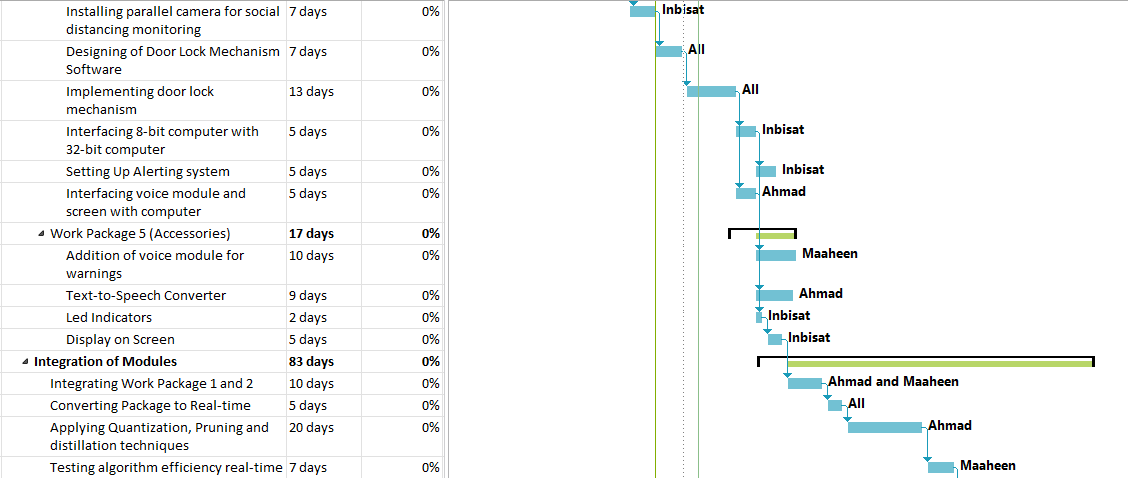 Installing parallel camera for social 7 days 0% Inbisat
distancing monitoring
Designing of Door Lock Mechanism 7 days 0% All
Software
Implementing door lock 13 days 0% All
mechanism
Interfacing 8-bit computer with 5 days 0% Inbisat
32-bit computer
Setting Up Alerting system 5 days 0% Inbisat
Interfacing voice module and 5 days 0% Ahmad
screen with computer
Work Package 5 (Accessories) 17 days 0%
Addition of voice module for 10 days 0% Maaheen
warnings
Text-to-Speech Converter 9 days 0% Ahmad
Led Indicators 2 days 0% Inbisat
Display on Screen 5 days 0% Inbisat
Integration of Modules 83 days 0%
Integrating Work Package 1 and 2 10 days 0% Ahmad and Maaheen
Converting Package to Real-time 5 days 0% All
Applying Quantization, Pruning and 20 days 0% Ahmad
distillation techniques
Testing algorithm efficiency real-time 7 days 0% Maaheen